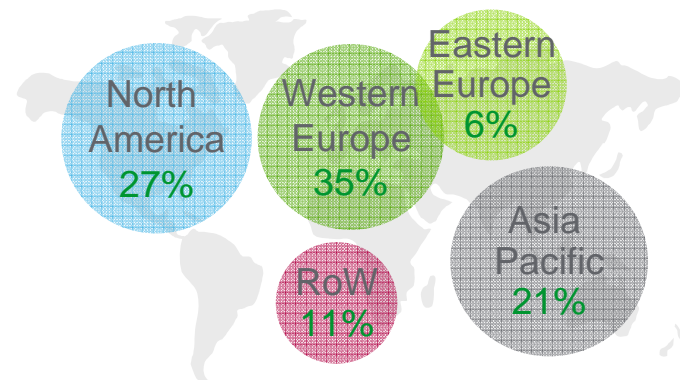 North
America
27%
Western
Europe
35%
Eastern
Europe
6%
RoW
11%
Asia
Pacific
21%